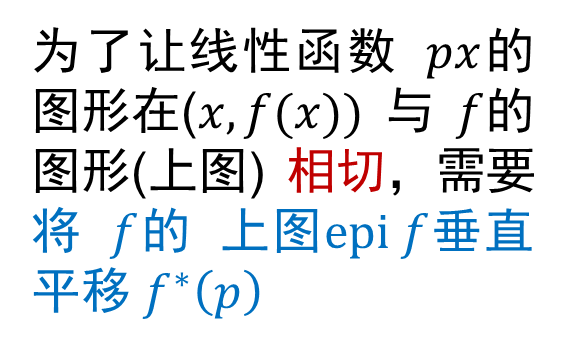 为了让线性函数 px的
图形在(x,f(x)) 与 f的
图形(上图) 相切，需要
将 f的 上图epi f垂直
平移 f*(p)